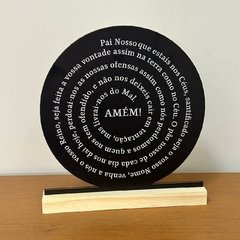 Pai Nosso que estais nos Céus, santificado seja o vosso Nome, venha a nós o vosso Reino, seja feita a vossa vontade assim na terra como no Céu. O pão nosso de cada dia nos dai hoje, perdoai-nos as nossas ofensas assim como nós perdoamos a quem nos tem ofendido, e não nos deixeis cair em tentação, mas livrai-nos do Mal.
AMÉM!